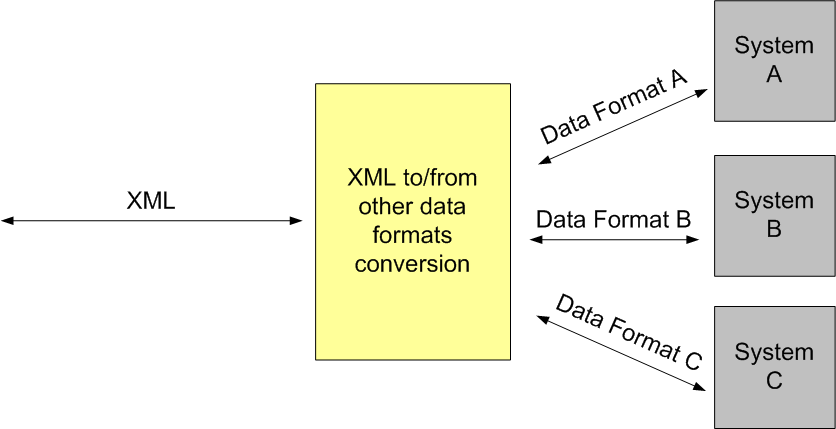 XML
XML to/from
other data
formats
conversion
Data Format A
System
A
Data Format B
System
B
Data Format C
System
C